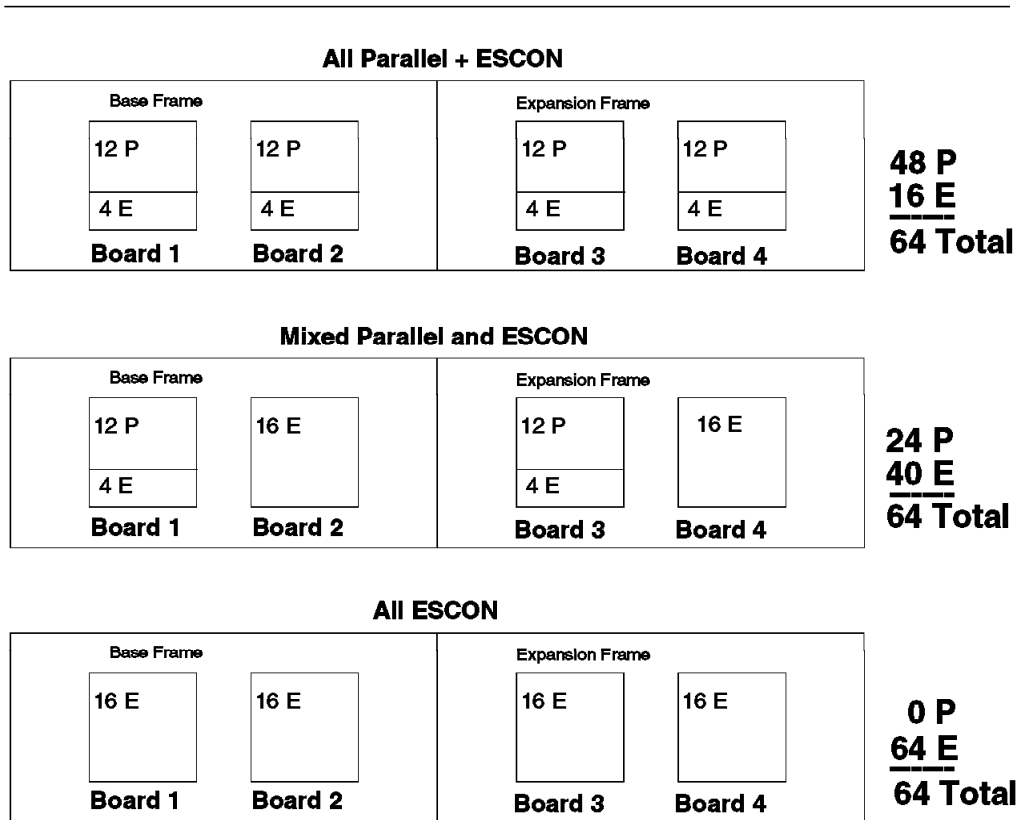 All Parallel + ESCON
Base Frame
Expansion Frame
12 P
12 P
12 P
12 P
48 P
4 E
4 E
4 E
4 E
16 E
Board 1
Board 2
Board 3
Board 4
64 Total
Mixed Parallel and ESCON
Base Frame
Expansion Frame
12 P
16 E
12 P
16 E
24 P
4 E
4 E
40 E
Board 1
Board 2
Board 3
Board 4
64 Total
All ESCON
Base Frame
Expansion Frame
16 E
16 E
16 E
16 E
0 P
64 E
Board 1
Board 2
Board 3
Board 4
64 Total